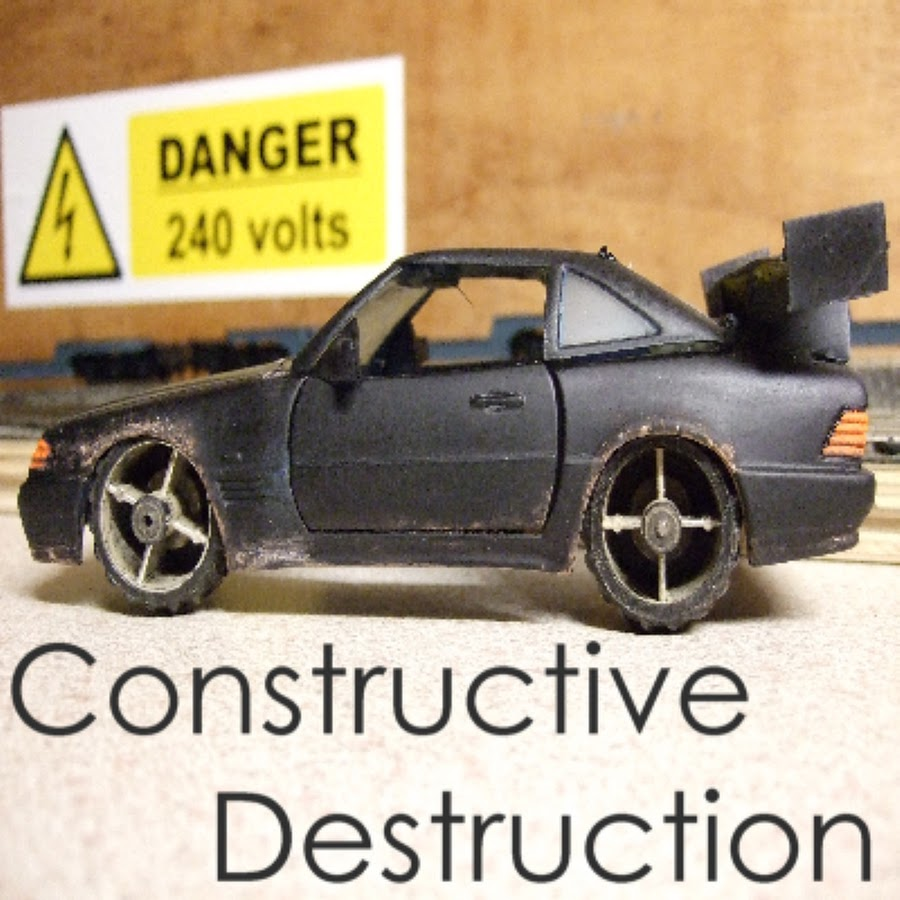 DANGER
240 volts
Constructive
Destruction